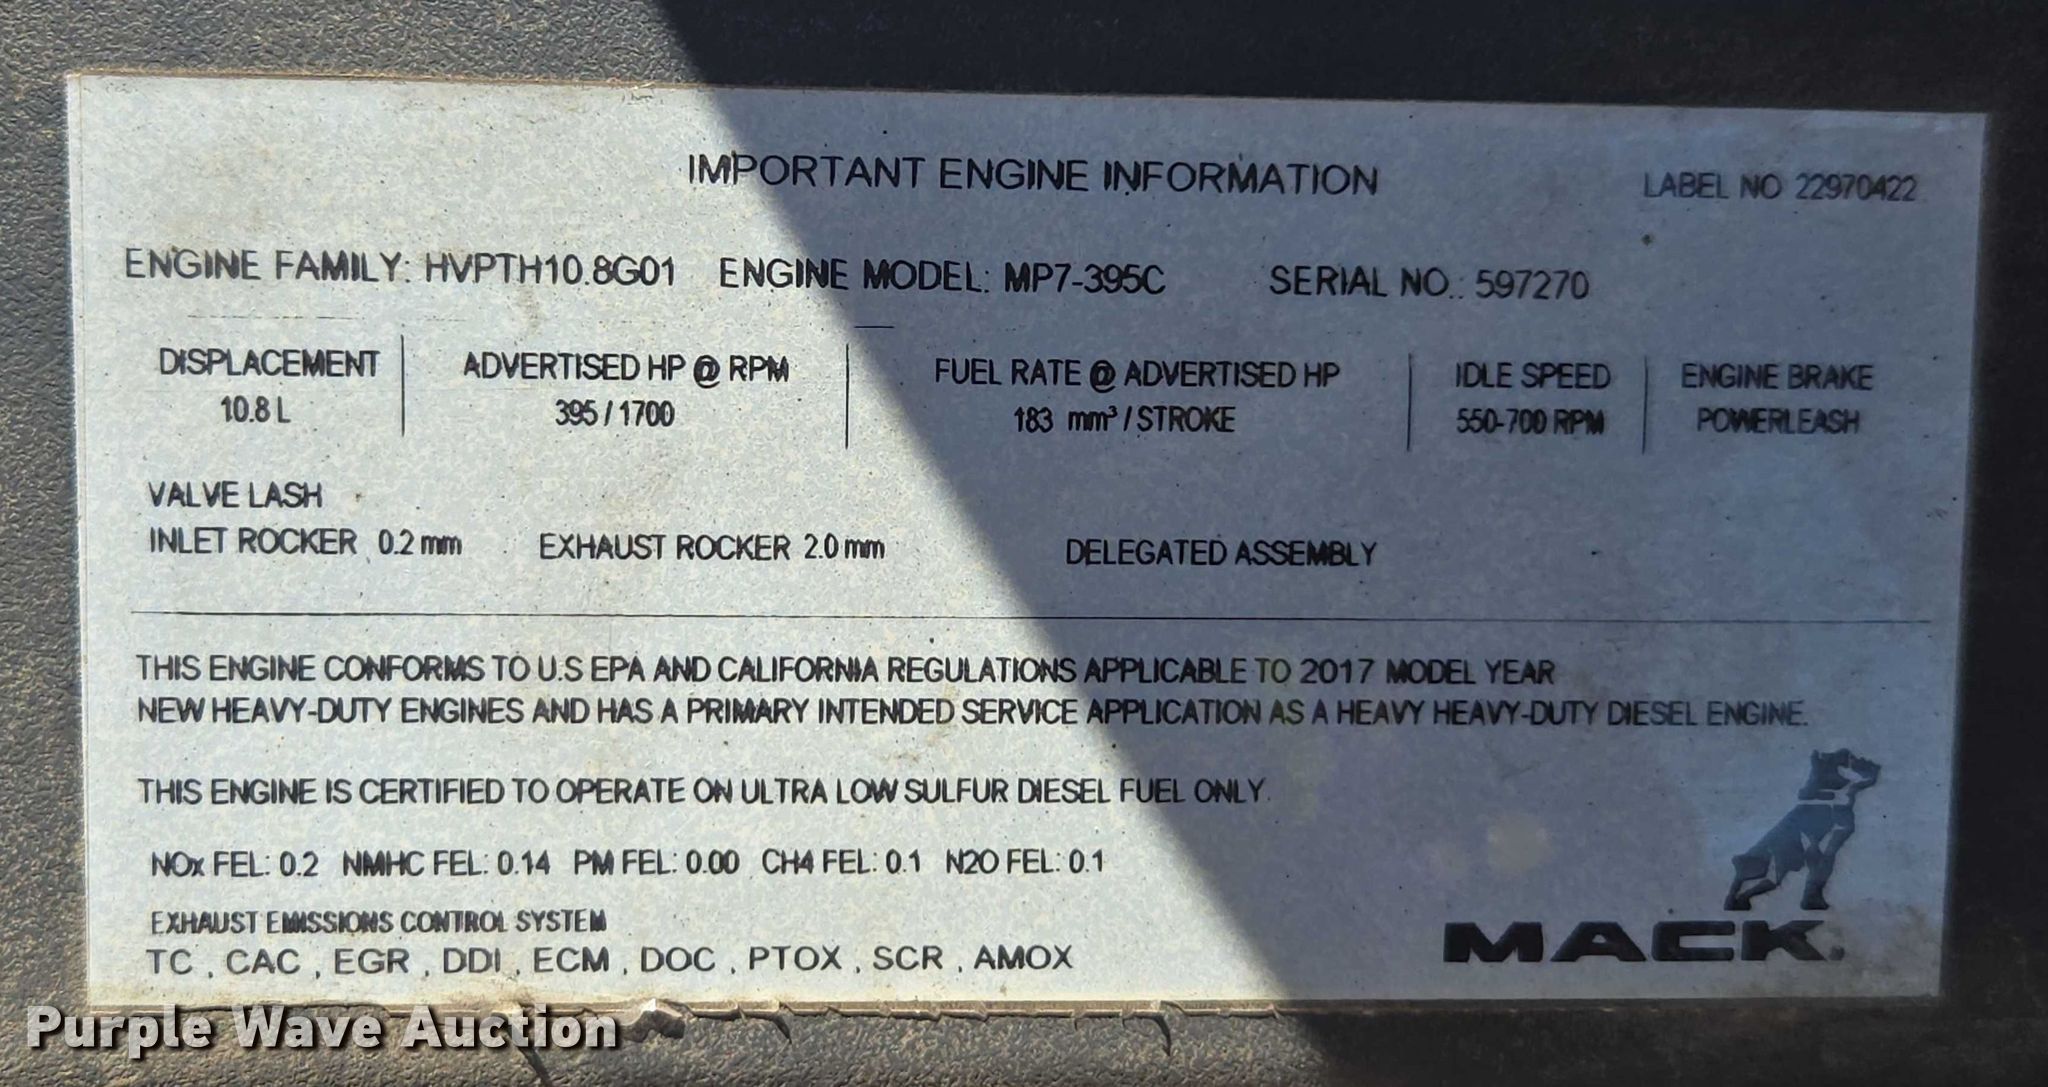 IMPORTANT ENGINE INFORMATION
LABEL NO 22970422
ENGINE FAMILY: HVPTH10.8G01 ENGINE MODEL: MP7-395C SERIAL NO.: 597270
DISPLACEMENT ADVERTISED HP @ RPM FUEL RATE @ ADVERTISED HP IDLE SPEED ENGINE BRAKE
10.8 L 395 / 1700 183 mm³ / STROKE 550-700 RPM POWERLEASH
VALVE LASH
INLET ROCKER 0.2 mm EXHAUST ROCKER 2.0 mm DELEGATED ASSEMBLY
THIS ENGINE CONFORMS TO U.S EPA AND CALIFORNIA REGULATIONS APPLICABLE TO 2017 MODEL YEAR
NEW HEAVY-DUTY ENGINES AND HAS A PRIMARY INTENDED SERVICE APPLICATION AS A HEAVY HEAVY-DUTY DIESEL ENGINE.
THIS ENGINE IS CERTIFIED TO OPERATE ON ULTRA LOW SULFUR DIESEL FUEL ONLY.
NOx FEL: 0.2 NMHC FEL: 0.14 PM FEL: 0.00 CH4 FEL: 0.1 N2O FEL: 0.1
EXHAUST EMISSIONS CONTROL SYSTEM
TC , CAC , EGR , DDI , ECM , DOC , PTOX , SCR , AMOX
MACK.
Purple Wave Auction